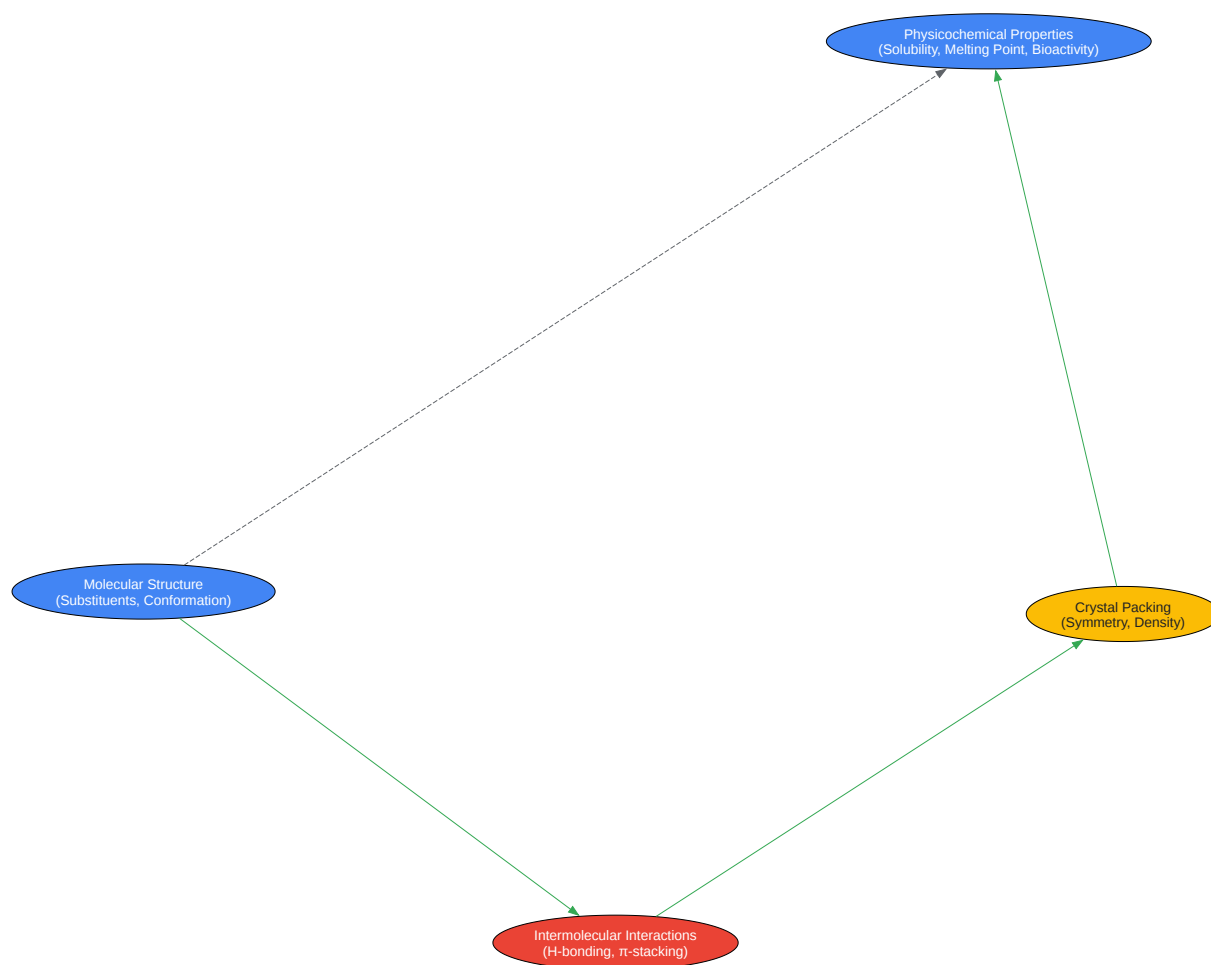 Physicochemical Properties
(Solubility, Melting Point, Bioactivity)
Molecular Structure
(Substituents, Conformation)
Crystal Packing
(Symmetry, Density)
Intermolecular Interactions
(H-bonding, π-stacking)